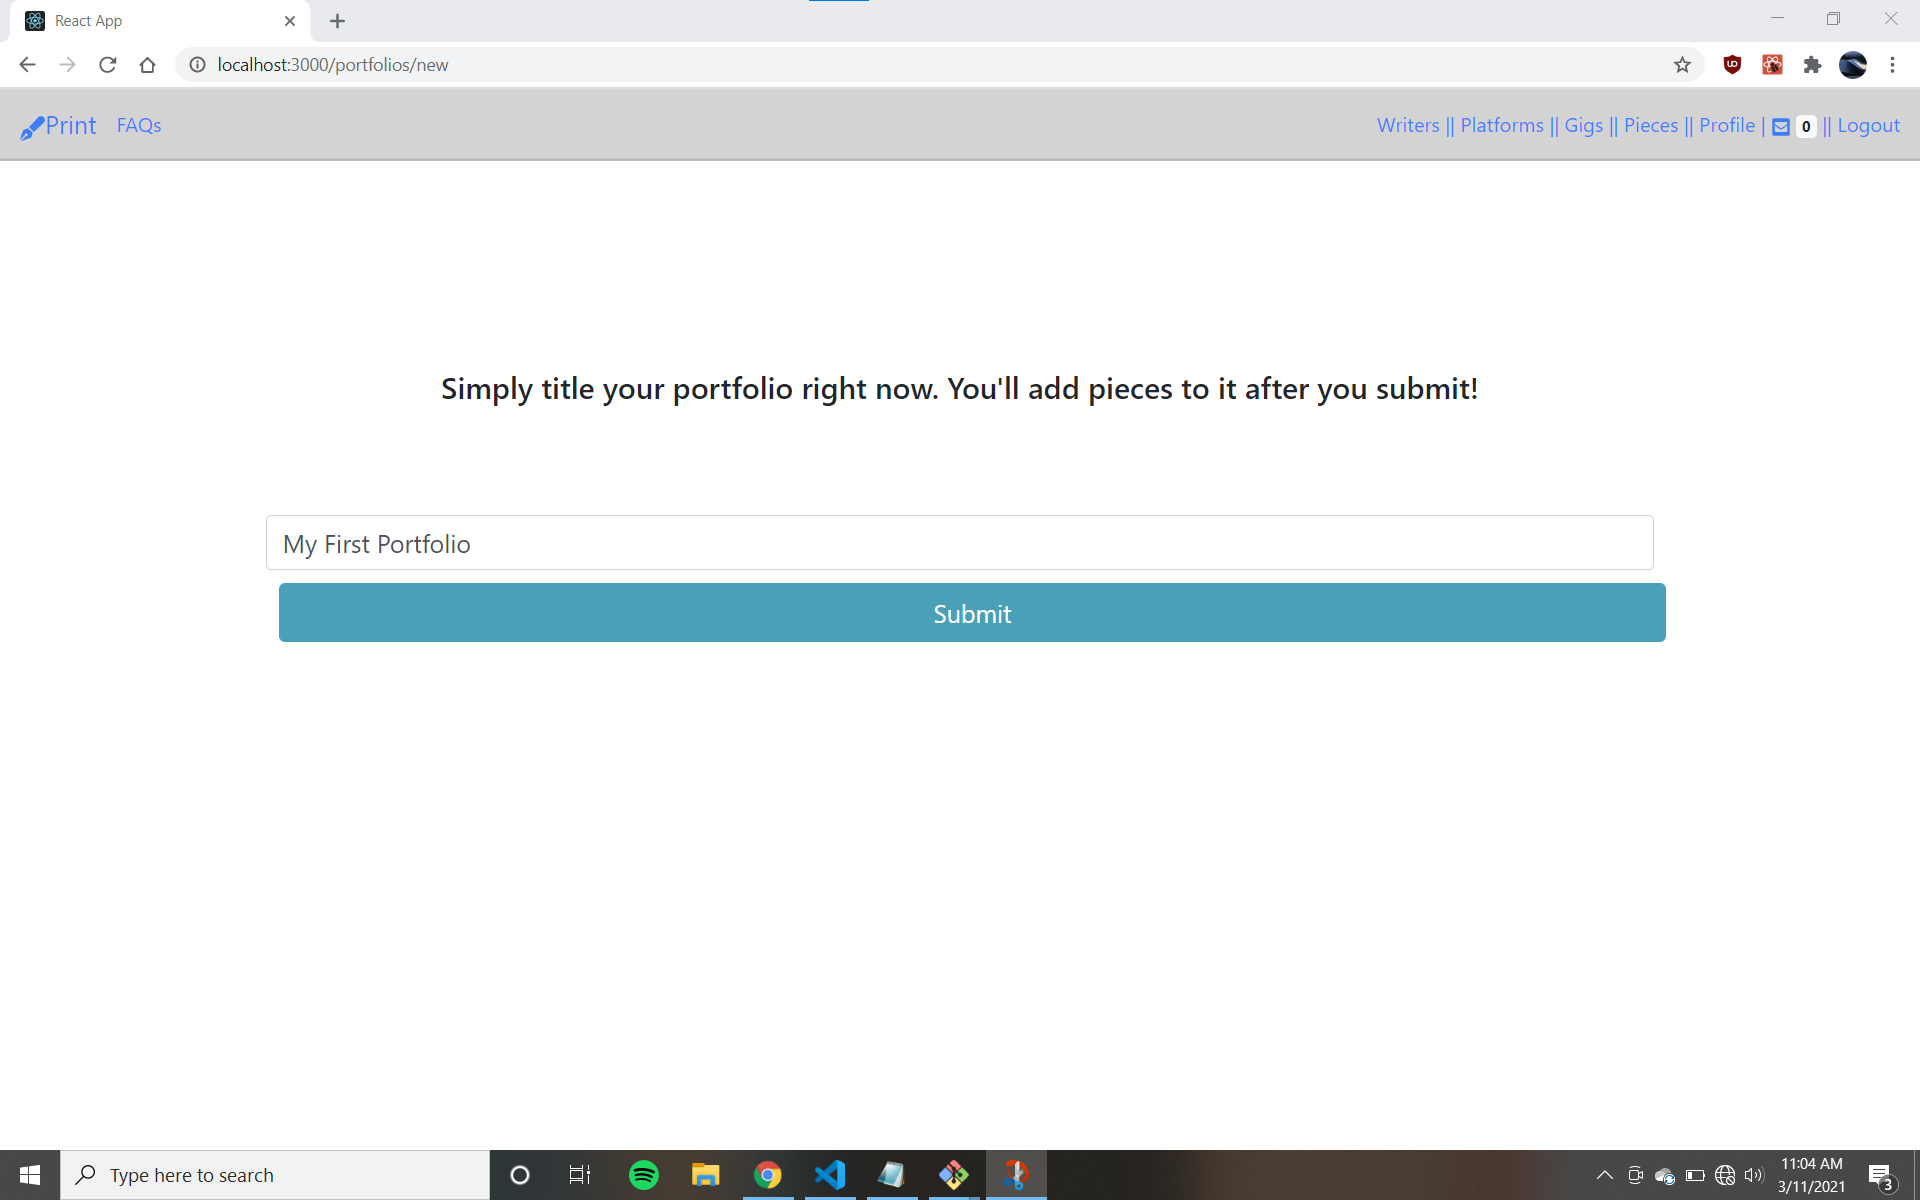 React App
localhost:3000/portfolios/new
Print FAQs Writers || Platforms || Gigs || Pieces || Profile | 0 || Logout
Simply title your portfolio right now. You'll add pieces to it after you submit!
My First Portfolio
Submit
Type here to search
11:04 AM
3/11/2021
3